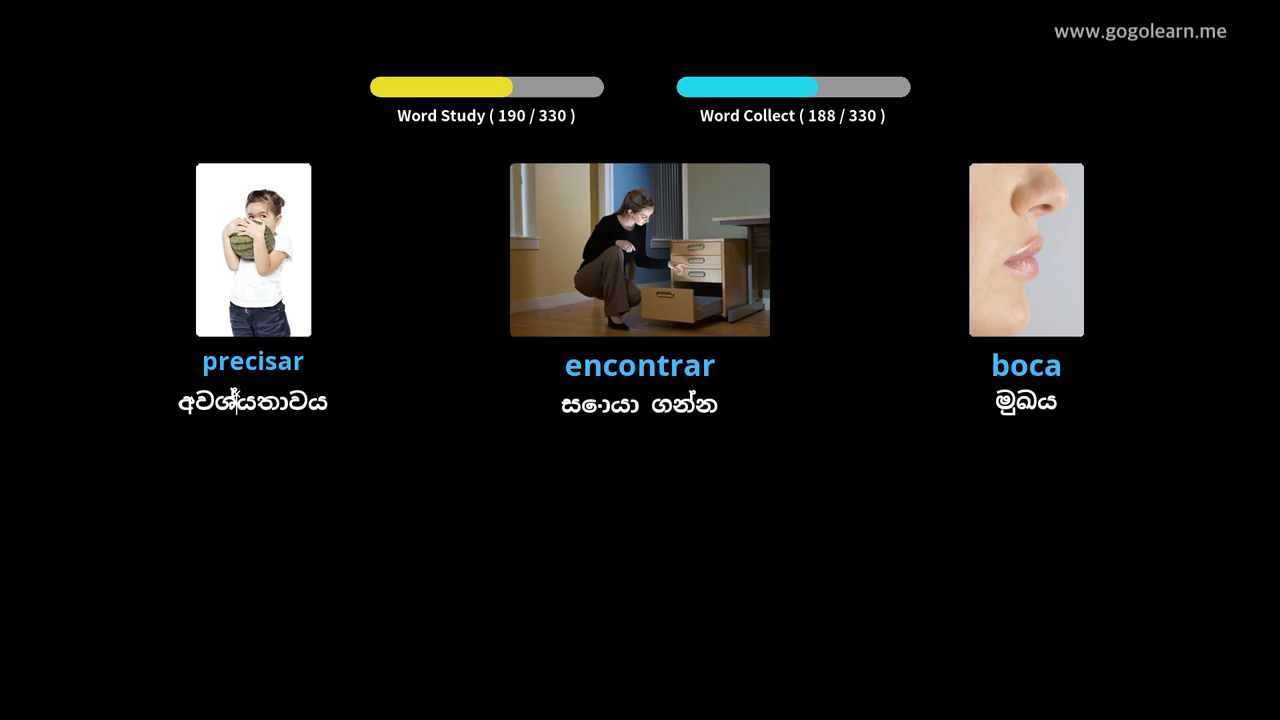 www.gogolearn.me
Word Study ( 190 / 330 )
Word Collect ( 188 / 330 )
precisar
encontrar
boca
අවශ්‍යතාවය
සොයා ගන්න
මුඛය